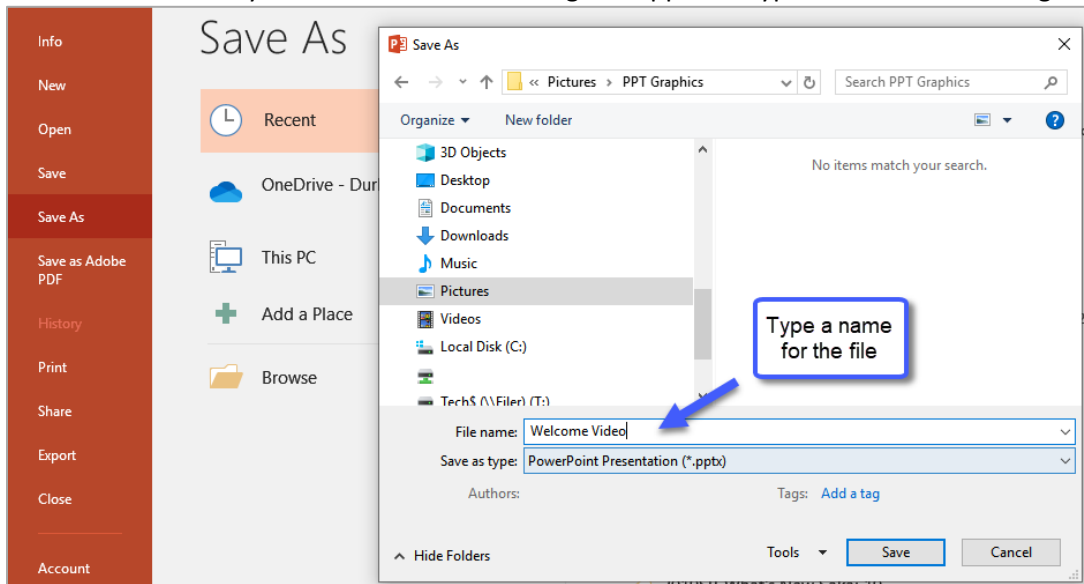 Save As
Info
New
Open
Save
Save As
Save as Adobe
PDF
History
Print
Share
Export
Close
Account
Recent
OneDrive - Dur
This PC
Add a Place
Browse
Save As
« Pictures › PPT Graphics
Search PPT Graphics
Organize
New folder
3D Objects
Desktop
Documents
Downloads
Music
Pictures
Videos
Local Disk (C:)
Tech$ (\\Filer) (T:)
No items match your search.
Type a name
for the file
File name: Welcome Video
Save as type: PowerPoint Presentation (*.pptx)
Authors:
Tags: Add a tag
Hide Folders
Tools
Save
Cancel